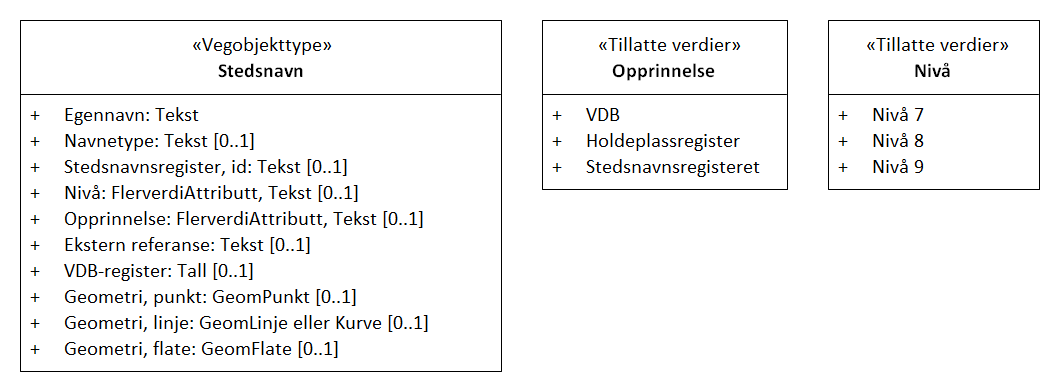 «Vegobjekttype»
Stedsnavn
+ Egennavn: Tekst
+ Navnetype: Tekst [0..1]
+ Stedsnavnsregister, id: Tekst [0..1]
+ Nivå: FlerverdiAttributt, Tekst [0..1]
+ Opprinnelse: FlerverdiAttributt, Tekst [0..1]
+ Ekstern referanse: Tekst [0..1]
+ VDB-register: Tall [0..1]
+ Geometri, punkt: GeomPunkt [0..1]
+ Geometri, linje: GeomLinje eller Kurve [0..1]
+ Geometri, flate: GeomFlate [0..1]
«Tillatte verdier»
Opprinnelse
+ VDB
+ Holdeplassregister
+ Stedsnavnsregisteret
«Tillatte verdier»
Nivå
+ Nivå 7
+ Nivå 8
+ Nivå 9